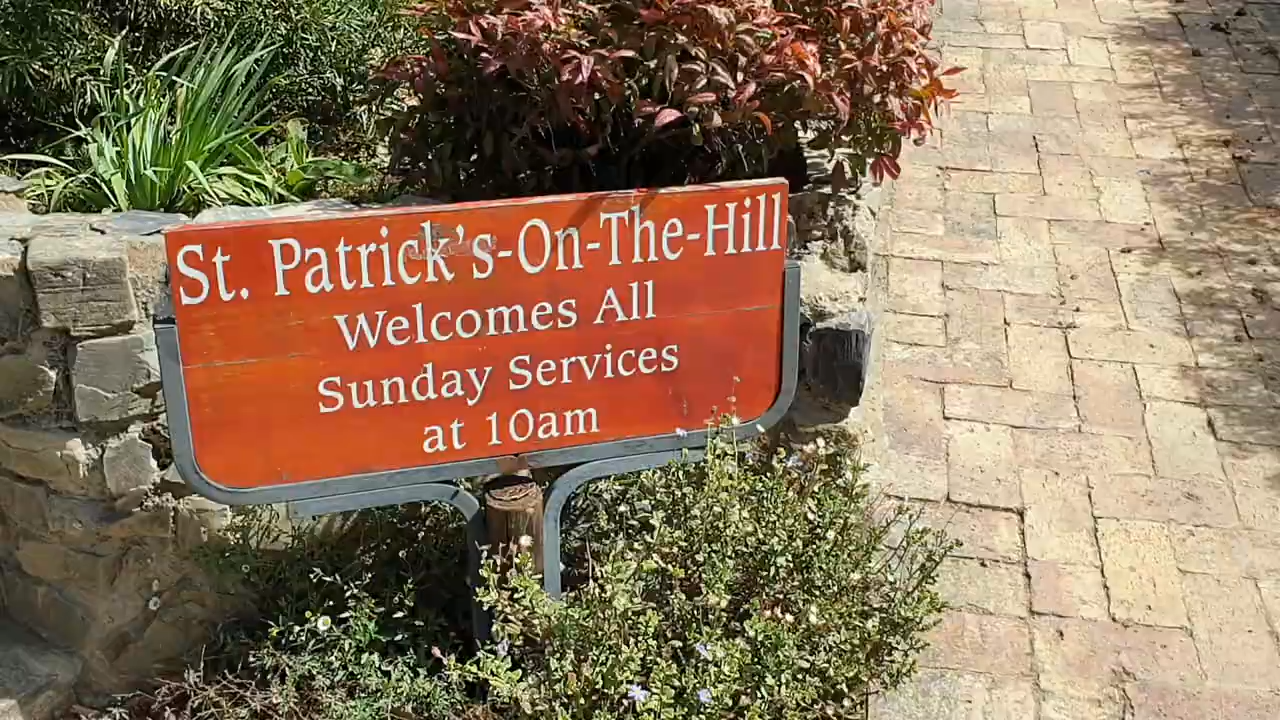 St. Patrick's-On-The-Hill
Welcomes All
Sunday Services
at 10am